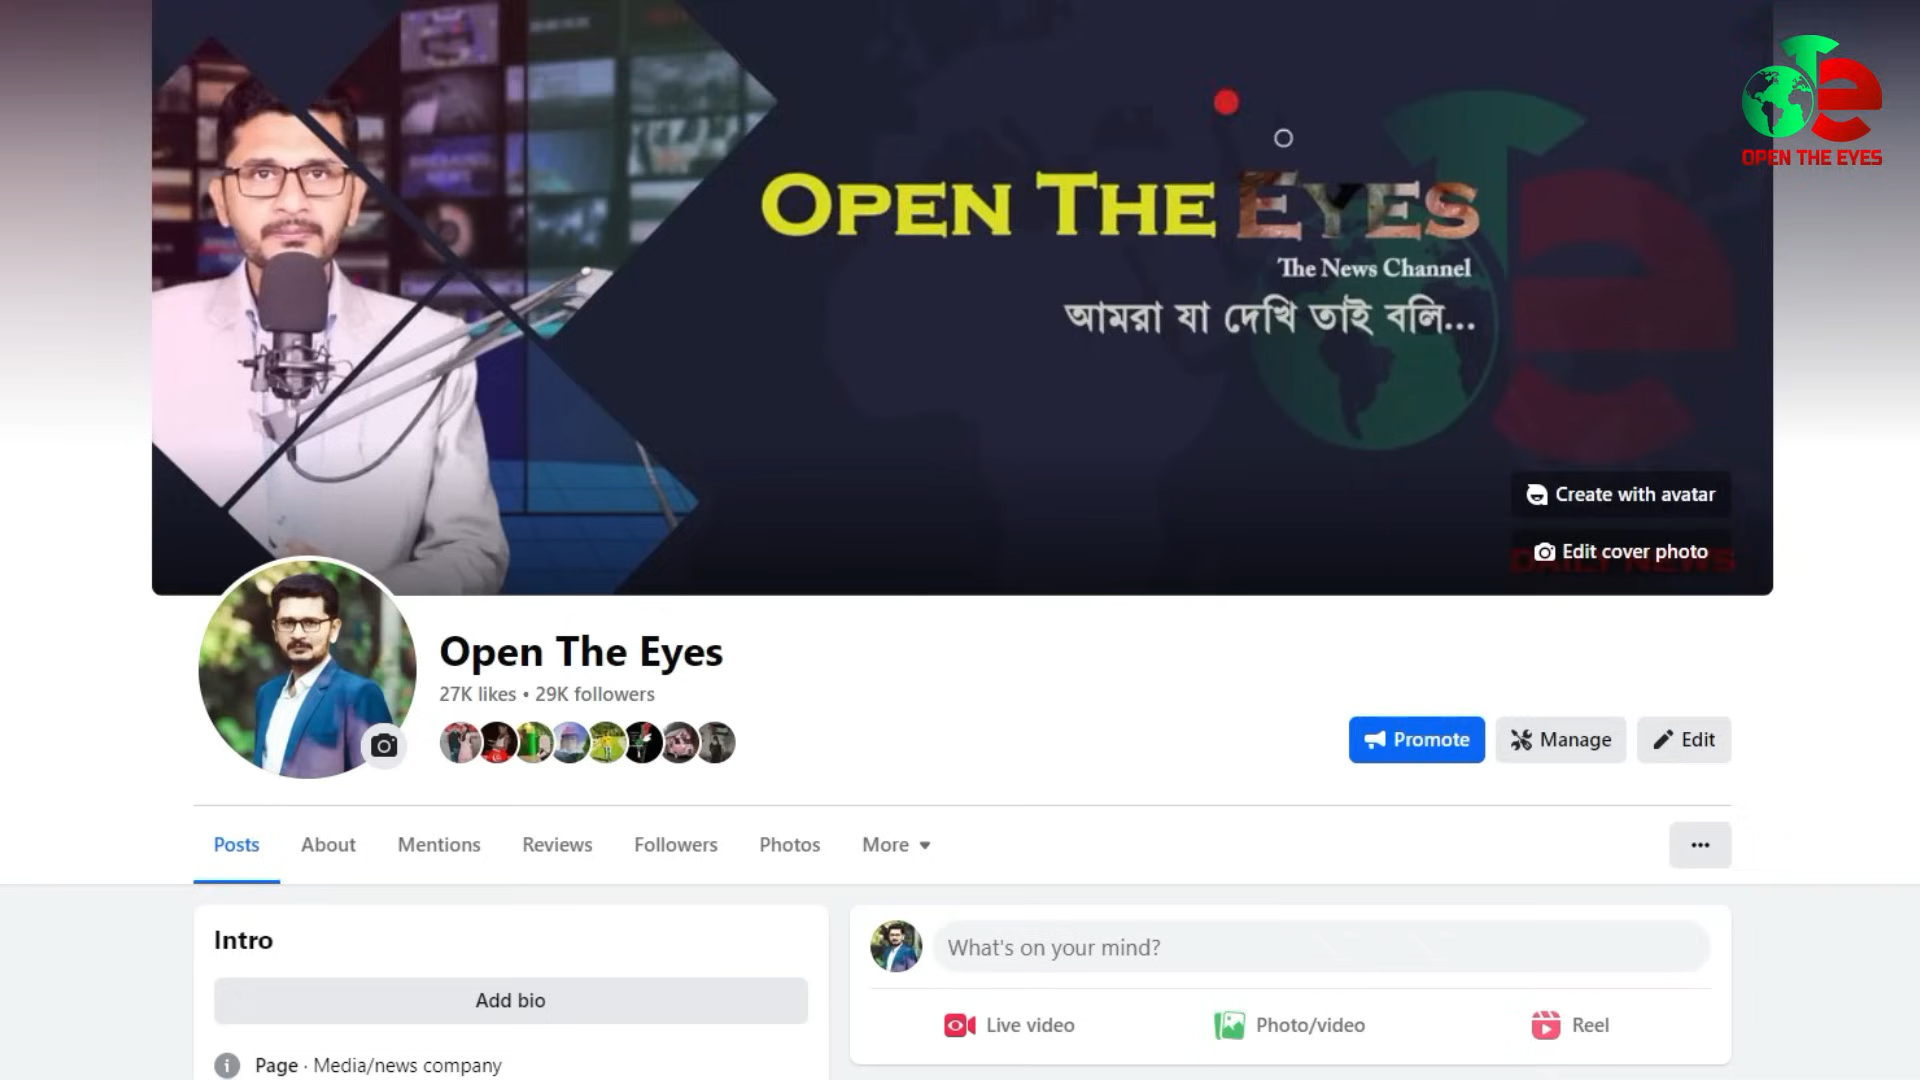 OPEN THE EYES
OPEN THE EYES
The News Channel
আমরা যা দেখি তাই বলি...
Create with avatar
Edit cover photo
DAILY NEWS
Open The Eyes
27K likes • 29K followers
Promote
Manage
Edit
Posts
About
Mentions
Reviews
Followers
Photos
More
Intro
What's on your mind?
Add bio
Live video
Photo/video
Reel
Page · Media/news company